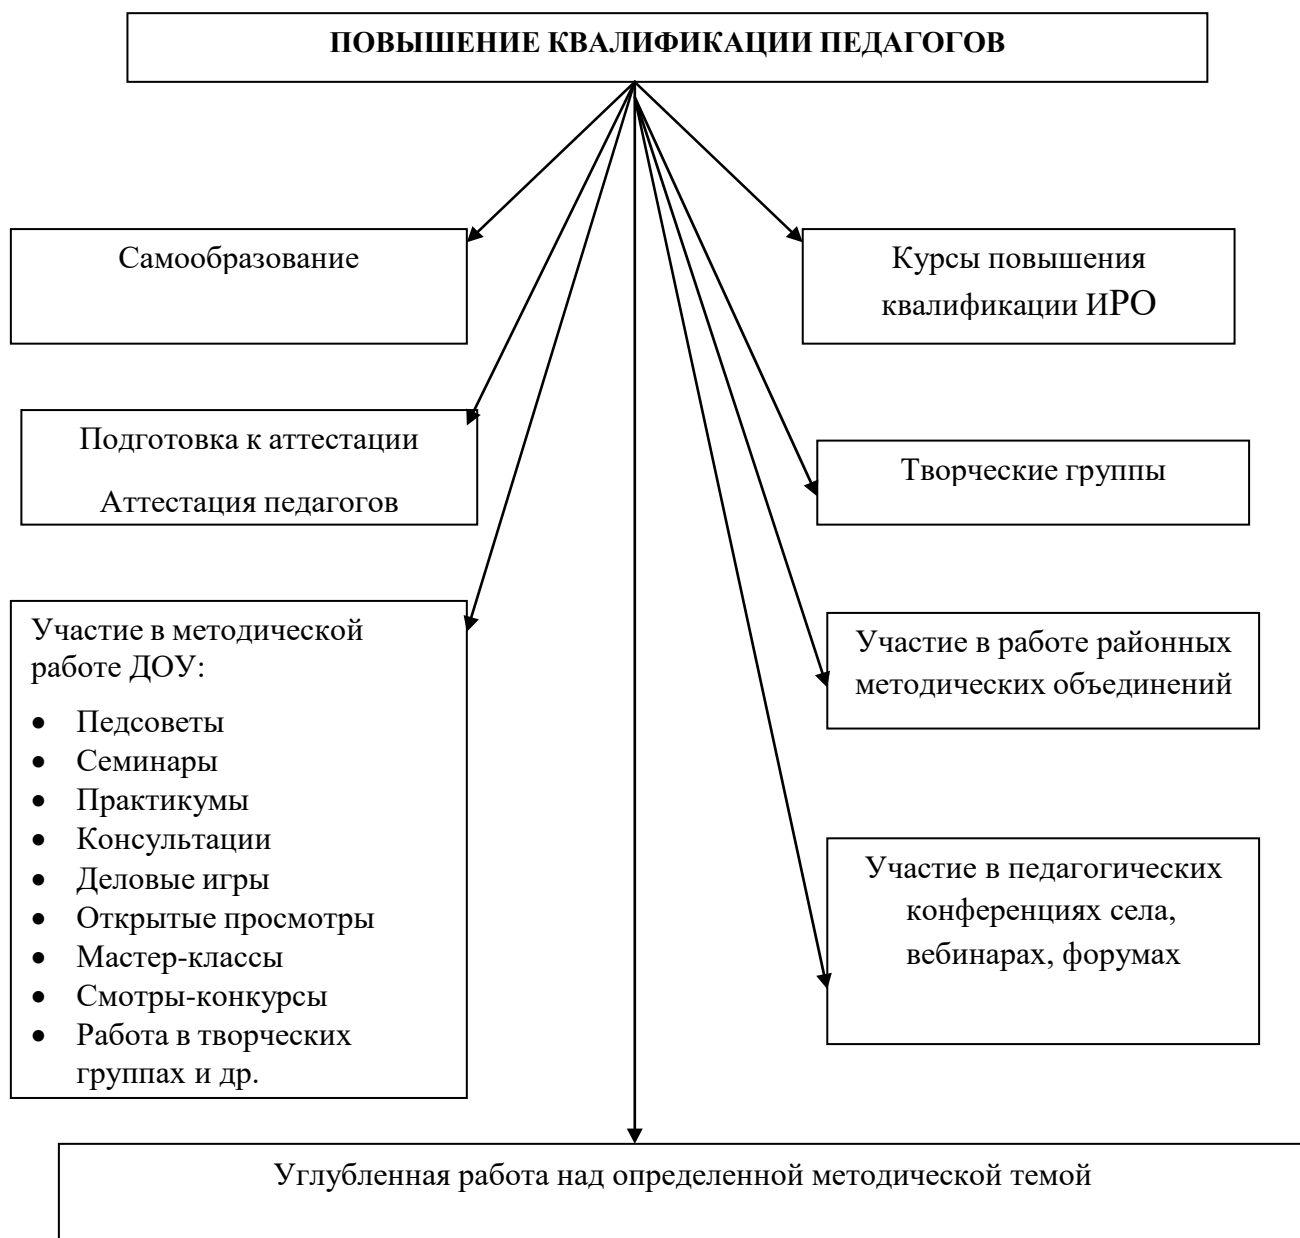 ПОВЫШЕНИЕ КВАЛИФИКАЦИИ ПЕДАГОГОВ
Самообразование
Курсы повышения
квалификации ИРО
Подготовка к аттестации
Аттестация педагогов
Творческие группы
Участие в методической
работе ДОУ:
• Педсоветы
• Семинары
• Практикумы
• Консультации
• Деловые игры
• Открытые просмотры
• Мастер-классы
• Смотры-конкурсы
• Работа в творческих
группах и др.
Участие в работе районных
методических объединений
Участие в педагогических
конференциях села,
вебинарах, форумах
Углубленная работа над определенной методической темой